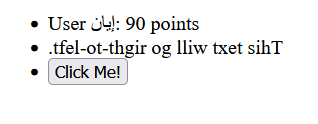 User إيان: 90 points
.tfel-ot-thgir og lliw txet sihT
Click Me!